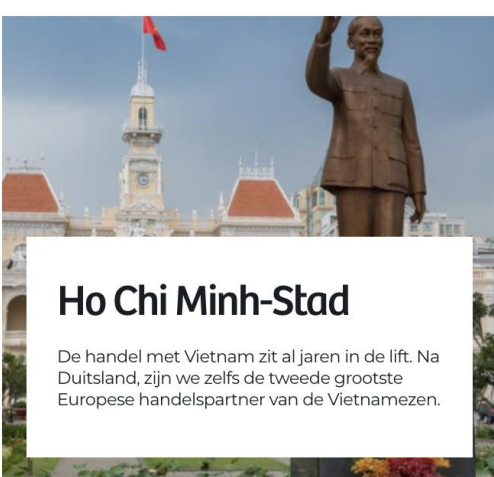 Ho Chi Minh-Stad
De handel met Vietnam zit al jaren in de lift. Na
Duitsland, zijn we zelfs de tweede grootste
Europese handelspartner van de Vietnamezen.